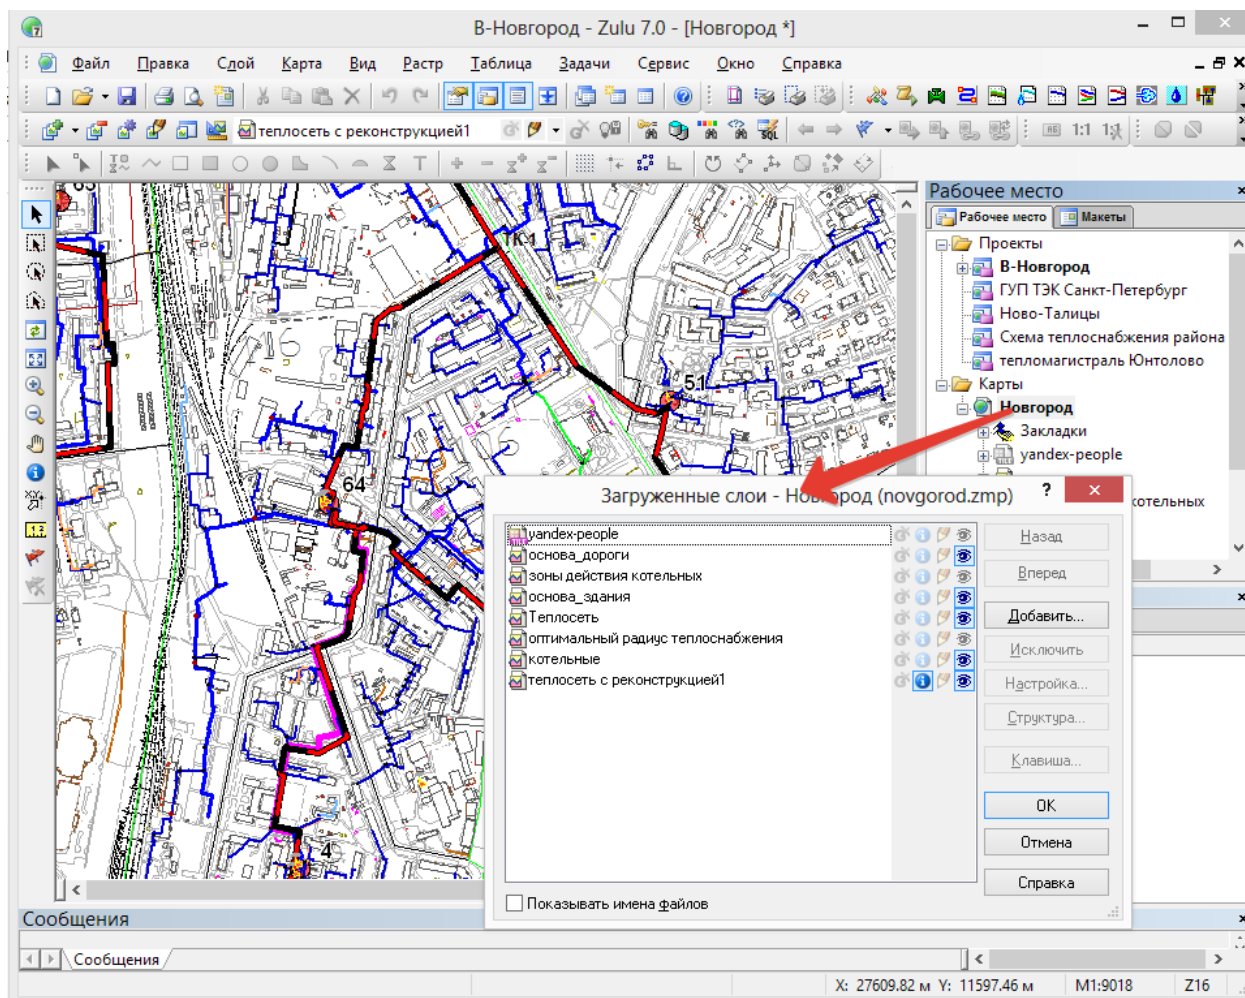 В-Новгород - Zulu 7.0 - [Новгород *]
Файл Правка Слой Карта Вид Растр Таблица Задачи Сервис Окно Справка
теплосеть с реконструкцией1
SQL
1:1
T
Рабочее место
Рабочее место Макеты
Проекты
В-Новгород
ГУП ТЭК Санкт-Петербург
Ново-Талицы
Схема теплоснабжения района
тепломагистраль Юнтолово
Карты
Новгород
Закладки
yandex-people
котельных
63
ТК-1
51
64
4
Загруженные слои - Новгород (novgorod.zmp)
yandex-people
основа_дороги
зоны действия котельных
основа_здания
Теплосеть
оптимальный радиус теплоснабжения
котельные
теплосеть с реконструкцией1
Назад
Вперед
Добавить...
Исключить
Настройка...
Структура...
Клавиша...
OK
Отмена
Справка
Показывать имена файлов
Сообщения
Сообщения
X: 27609.82 м Y: 11597.46 м М1:9018 Z16